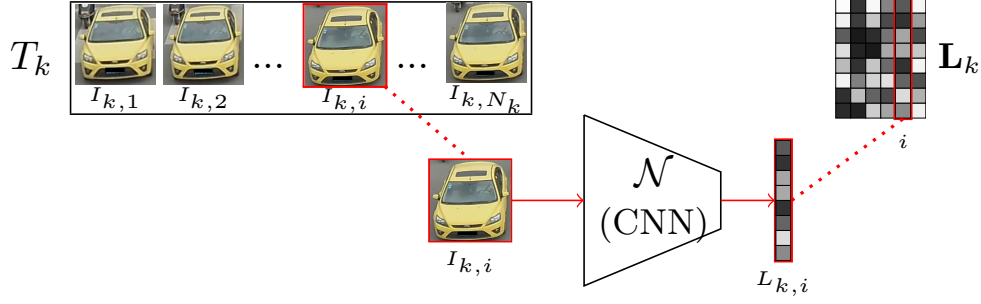 T_k
I_{k,1} I_{k,2} ... I_{k,i} ... I_{k,N_k}
L_k
i
I_{k,i}
N
(CNN)
L_{k,i}